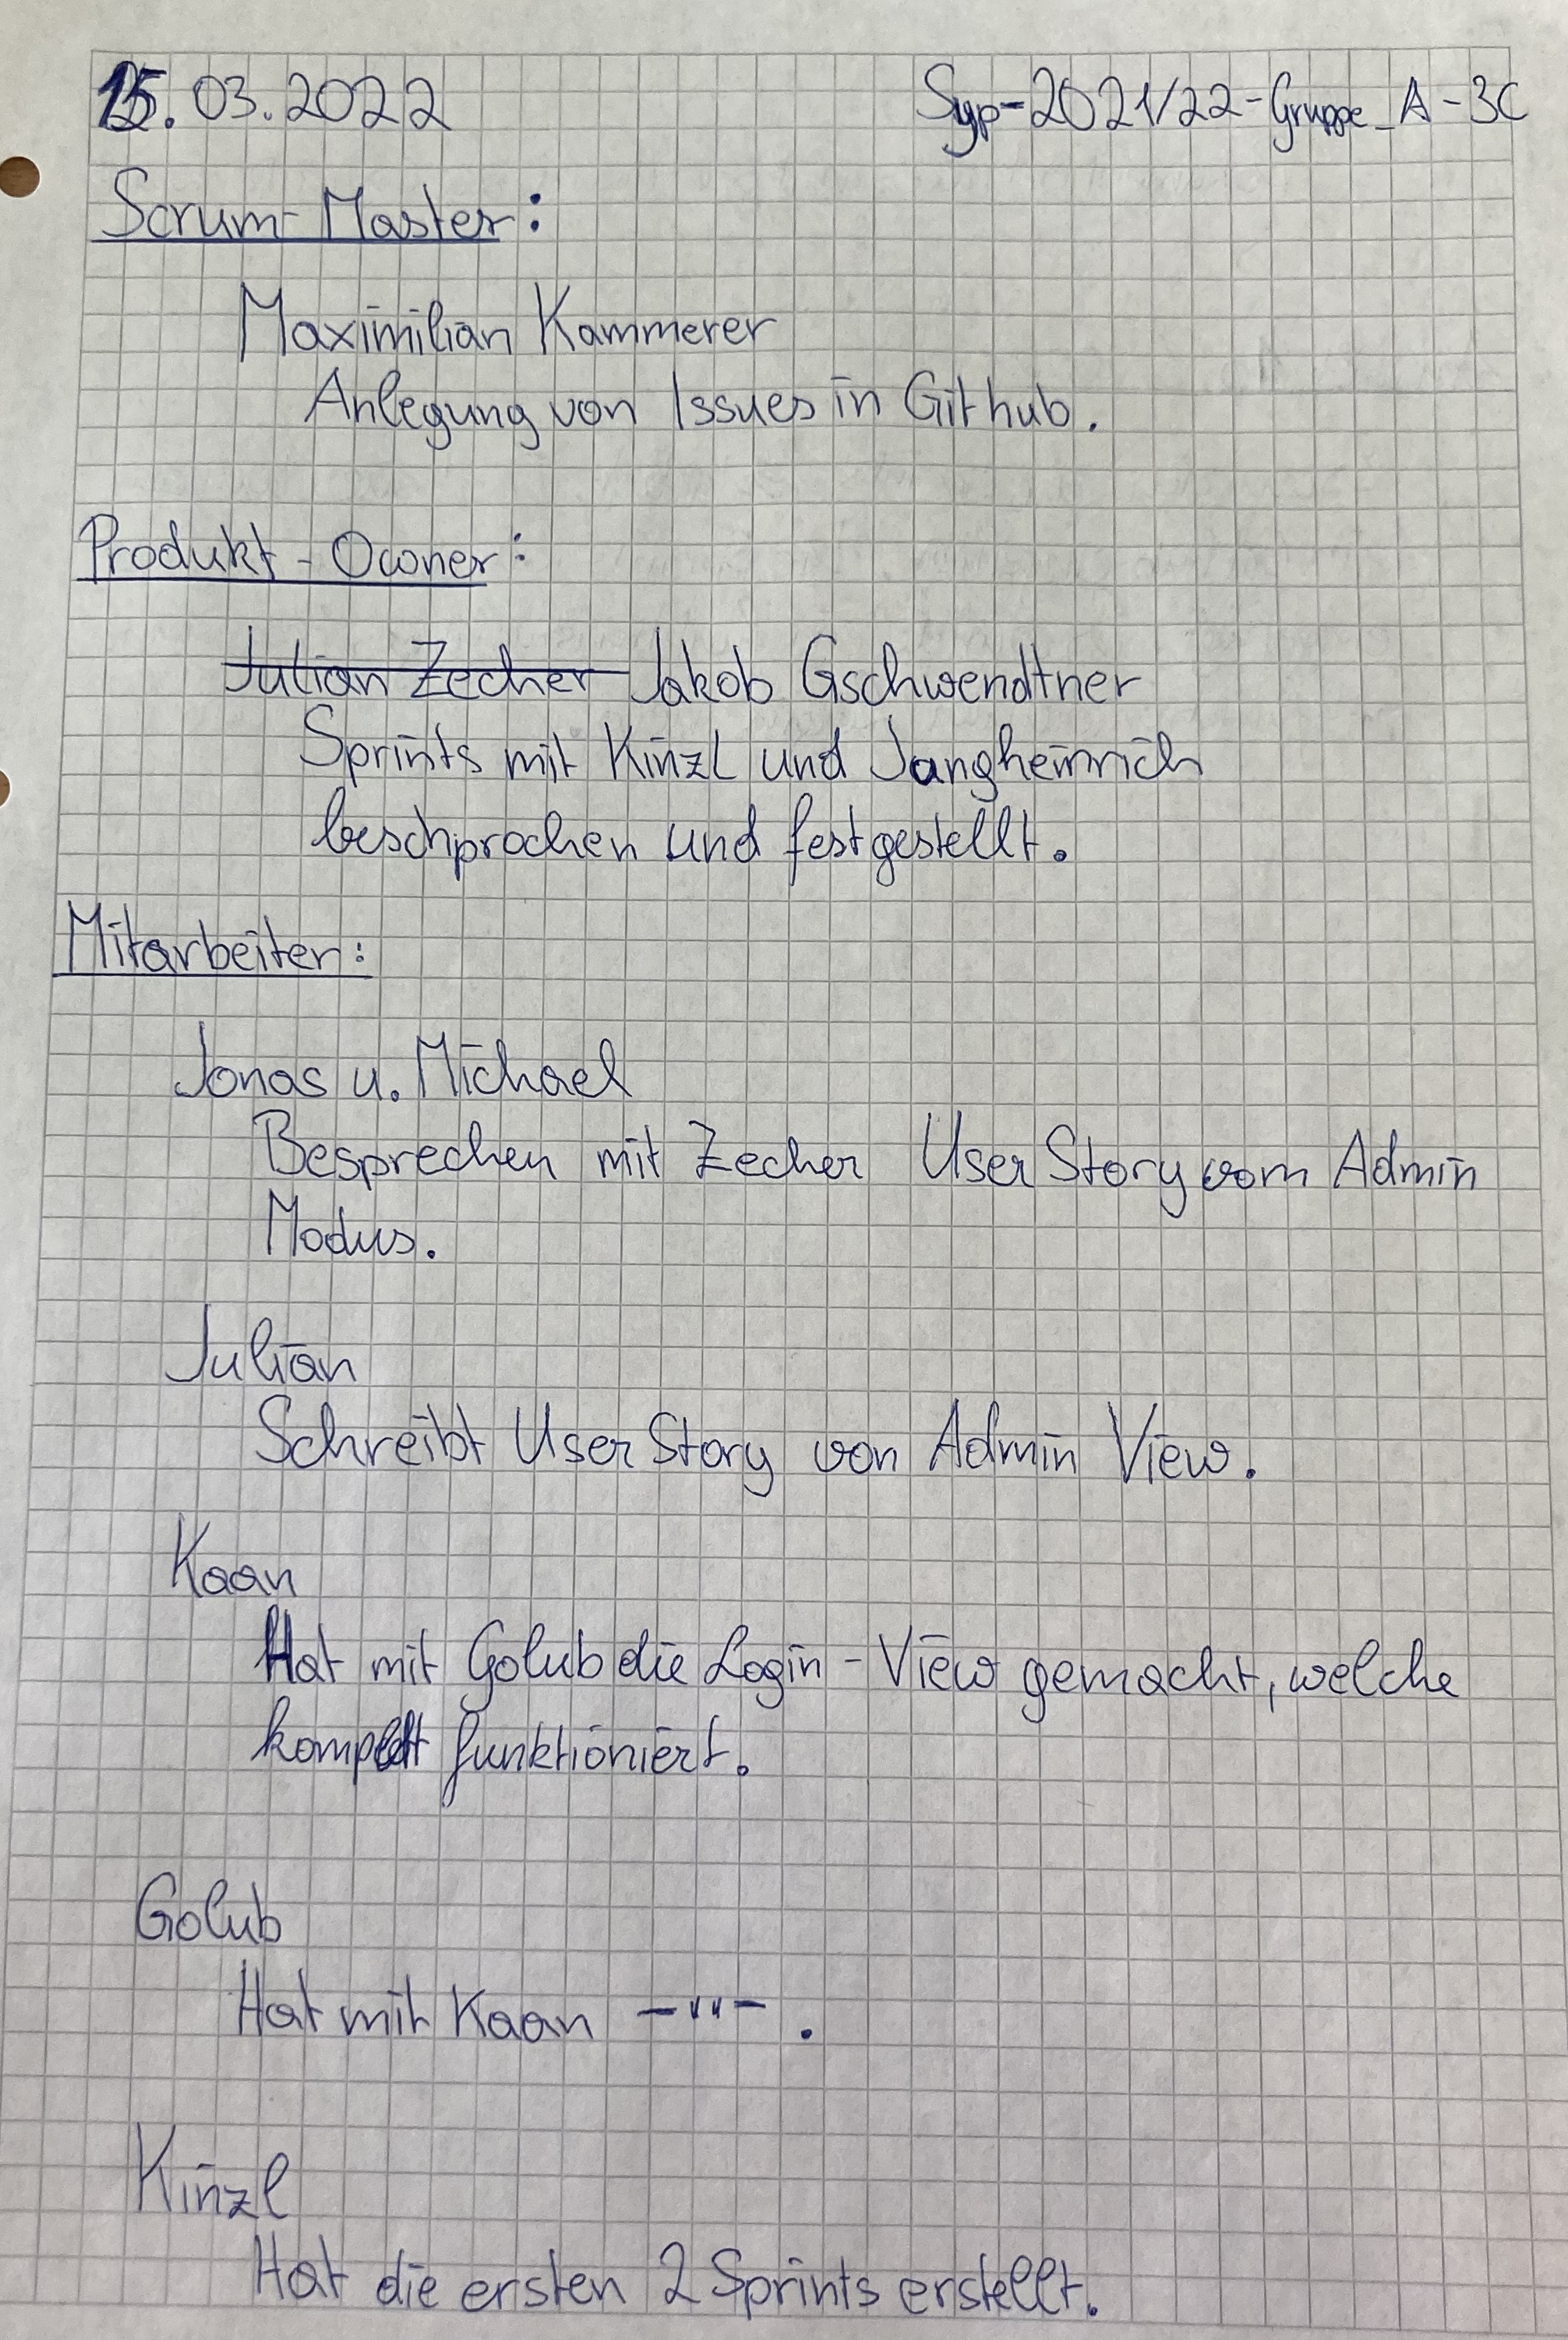 15.03.2022 Syp-2021/22-Gruppe_A-3C
Scrum-Master:
Maximilian Kammerer
Anlegung von Issues in Github.
Produkt-Owner:
Julian Zecher Jakob Gschwendtner
Sprints mit Kinzl und Jangheinrich
beschprochen und festgestellt.
Mitarbeiter:
Jonas u. Michael
Besprechen mit Zecher User Story vom Admin
Modus.
Julian
Schreibt User Story von Admin View.
Kaan
Hat mit Golub die Login-View gemacht, welche
funktioniert.
Golub
Hat mit Kaan -"-.
Kinzl
Hat die ersten 2 Sprints erstellt.